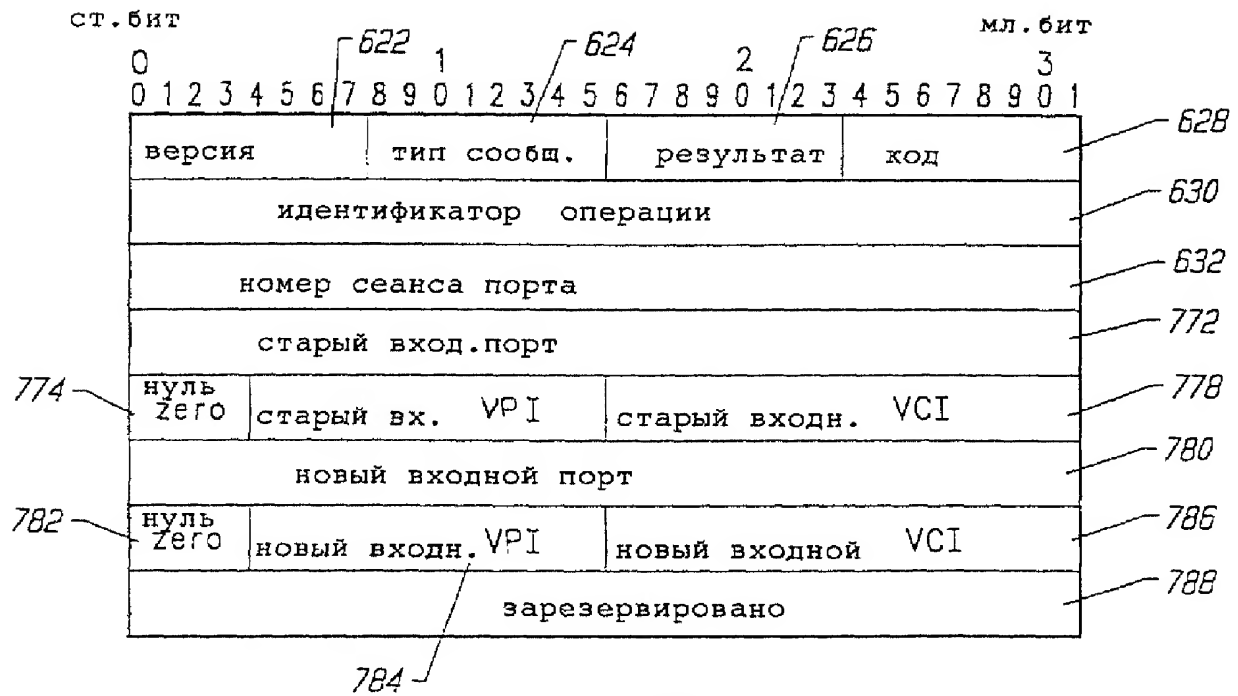 ст.бит мл.бит
622 624 626
0 1 2 3
0 1 2 3 4 5 6 7 8 9 0 1 2 3 4 5 6 7 8 9 0 1 2 3 4 5 6 7 8 9 0 1
версия тип сообщ. результат код 628
идентификатор операции 630
номер сеанса порта 632
старый вход.порт 772
774 нуль
zero старый вх. VPI старый входн. VCI 778
новый входной порт 780
782 нуль
zero новый входн. VPI новый входной VCI 786
зарезервировано 788
784